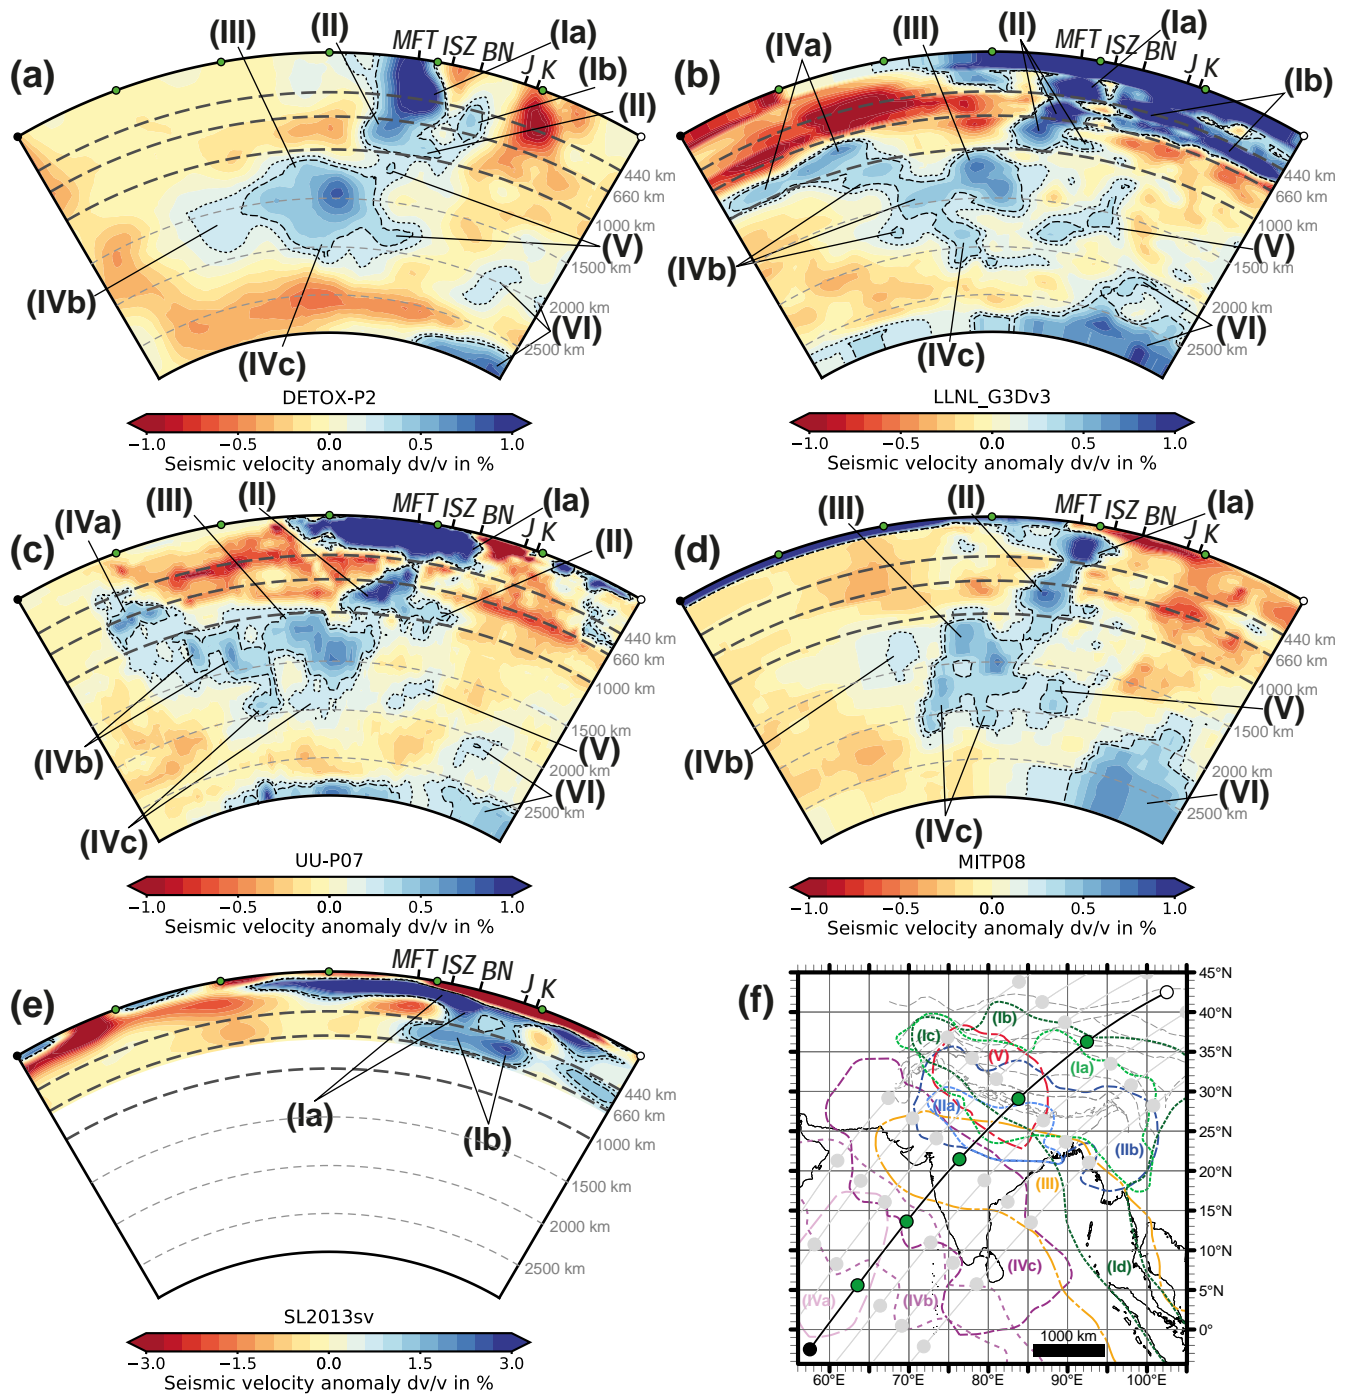 (a)
(III)
(II)
MFT
ISZ
BN
J
K
(Ia)
(Ib)
(II)
440 km
660 km
1000 km
1500 km
2000 km
2500 km
(V)
(IVb)
(IVc)
(VI)
DETOX-P2
−1.0 −0.5 0.0 0.5 1.0
Seismic velocity anomaly dv/v in %
(b)
(IVa)
(III)
(II)
MFT
ISZ
BN
J
K
(Ia)
(Ib)
440 km
660 km
1000 km
1500 km
2000 km
2500 km
(V)
(IVb)
(IVc)
(VI)
LLNL_G3Dv3
−1.0 −0.5 0.0 0.5 1.0
Seismic velocity anomaly dv/v in %
(c)
(IVa)
(III)
(II)
MFT
ISZ
BN
J
K
(Ia)
(II)
440 km
660 km
1000 km
1500 km
2000 km
2500 km
(V)
(IVb)
(IVc)
(VI)
UU-P07
−1.0 −0.5 0.0 0.5 1.0
Seismic velocity anomaly dv/v in %
(d)
(III)
(II)
MFT
ISZ
BN
J
K
(Ia)
440 km
660 km
1000 km
1500 km
2000 km
2500 km
(V)
(IVb)
(IVc)
(VI)
MITP08
−1.0 −0.5 0.0 0.5 1.0
Seismic velocity anomaly dv/v in %
(e)
MFT
ISZ
BN
J
K
(Ia)
(Ib)
440 km
660 km
1000 km
1500 km
2000 km
2500 km
SL2013sv
−3.0 −1.5 0.0 1.5 3.0
Seismic velocity anomaly dv/v in %
(f)
45°N
40°N
35°N
30°N
25°N
20°N
15°N
10°N
5°N
0°
(Ib)
(Ic)
(V)
(Ia)
(IIa)
(IIb)
(III)
(IVc)
(Id)
(IVa)
(IVb)
1000 km
60°E 70°E 80°E 90°E 100°E